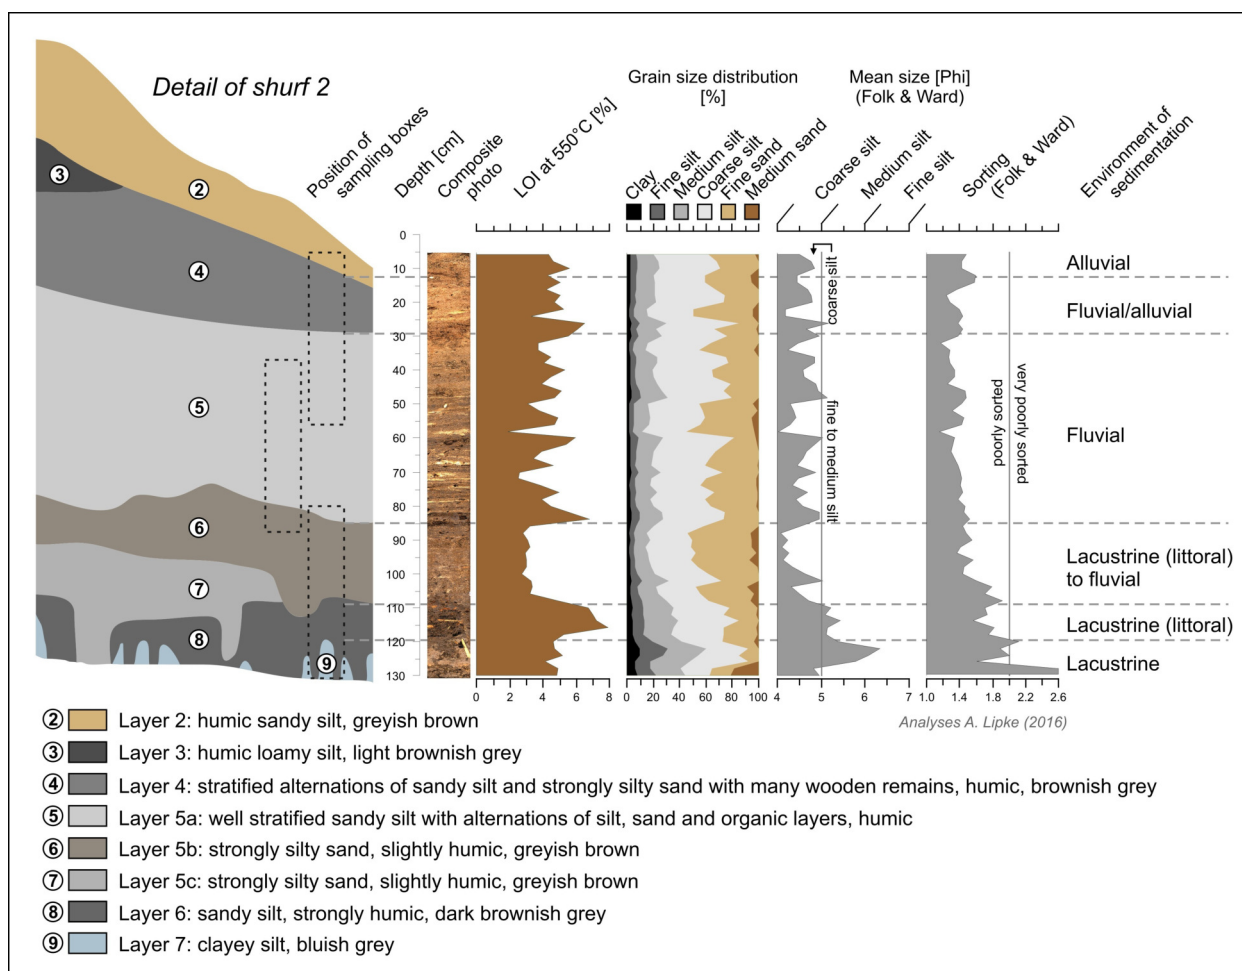 Detail of shurf 2
Position of
sampling boxes
Depth [cm]
Composite
photo
LOI at 550°C [%]
Grain size distribution
[%]
Clay
Fine silt
Medium silt
Coarse silt
Fine sand
Medium sand
Mean size [Phi]
(Folk & Ward)
Coarse silt
Medium silt
Fine silt
Sorting
(Folk & Ward)
Environment of
sedimentation
0
10
20
30
40
50
60
70
80
90
100
110
120
130
2
3
4
5
6
7
8
9
coarse silt
fine to medium silt
poorly sorted
very poorly sorted
Alluvial
Fluvial/alluvial
Fluvial
Lacustrine (littoral)
to fluvial
Lacustrine (littoral)
Lacustrine
0 2 4 6 8
0 20 40 60 80 100
4 5 6 7
1.0 1.4 1.8 2.2 2.6
Analyses A. Lipke (2016)
2 Layer 2: humic sandy silt, greyish brown
3 Layer 3: humic loamy silt, light brownish grey
4 Layer 4: stratified alternations of sandy silt and strongly silty sand with many wooden remains, humic, brownish grey
5 Layer 5a: well stratified sandy silt with alternations of silt, sand and organic layers, humic
6 Layer 5b: strongly silty sand, slightly humic, greyish brown
7 Layer 5c: strongly silty sand, slightly humic, greyish brown
8 Layer 6: sandy silt, strongly humic, dark brownish grey
9 Layer 7: clayey silt, bluish grey